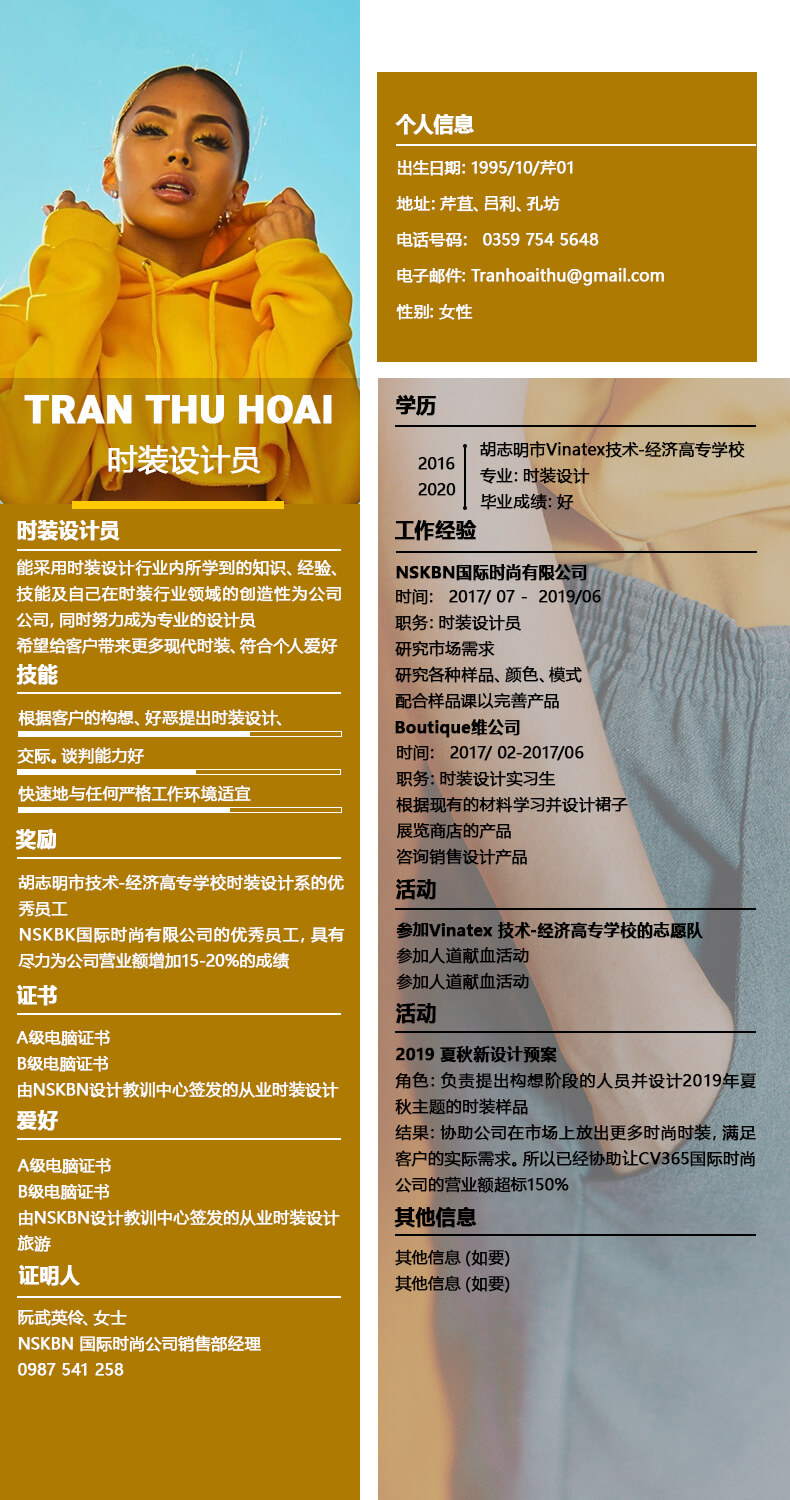 TRAN THU HOAI
时装设计员
时装设计员
能采用时装设计行业内所学到的知识、经验、
技能及自己在时装行业领域的创造性为公司
公司, 同时努力成为专业的设计员
希望给客户带来更多现代时装、符合个人爱好
技能
根据客户的构想、好恶提出时装设计、
交际。谈判能力好
快速地与任何严格工作环境适宜
奖励
胡志明市技术-经济高专学校时装设计系的优
秀员工
NSKBK国际时尚有限公司的优秀员工, 具有
尽力为公司营业额增加15-20%的成绩
证书
A级电脑证书
B级电脑证书
由NSKBN设计教训中心签发的从业时装设计
爱好
A级电脑证书
B级电脑证书
由NSKBN设计教训中心签发的从业时装设计
旅游
证明人
阮武英伶、女士
NSKBN 国际时尚公司销售部经理
0987 541 258
个人信息
出生日期: 1995/10/芹01
地址: 芹苴、吕利、孔坊
电话号码: 0359 754 5648
电子邮件: Tranhoaithu@gmail.com
性别: 女性
学历
2016
2020
胡志明市Vinatex技术-经济高专学校
专业: 时装设计
毕业成绩: 好
工作经验
NSKBN国际时尚有限公司
时间: 2017/ 07 - 2019/06
职务: 时装设计员
研究市场需求
研究各种样品、颜色、模式
配合样品课以完善产品
Boutique维公司
时间: 2017/ 02-2017/06
职务: 时装设计实习生
根据现有的材料学习并设计裙子
展览商店的产品
咨询销售设计产品
活动
参加Vinatex 技术-经济高专学校的志愿队
参加人道献血活动
参加人道献血活动
活动
2019 夏秋新设计预案
角色: 负责提出构想阶段的人员并设计2019年夏
秋主题的时装样品
结果: 协助公司在市场上放出更多时尚时装, 满足
客户的实际需求。所以已经协助让CV365国际时尚
公司的营业额超标150%
其他信息
其他信息 (如要)
其他信息 (如要)